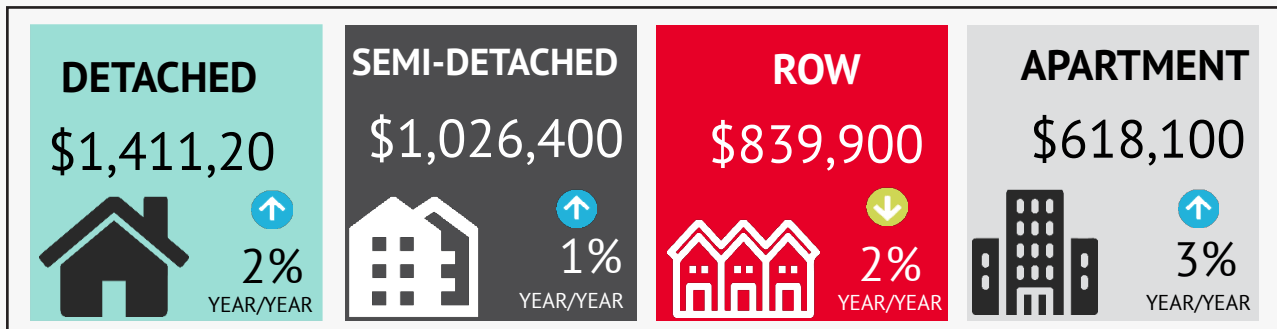 DETACHED
$1,411,20
2%
YEAR/YEAR
SEMI-DETACHED
$1,026,400
1%
YEAR/YEAR
ROW
$839,900
2%
YEAR/YEAR
APARTMENT
$618,100
3%
YEAR/YEAR